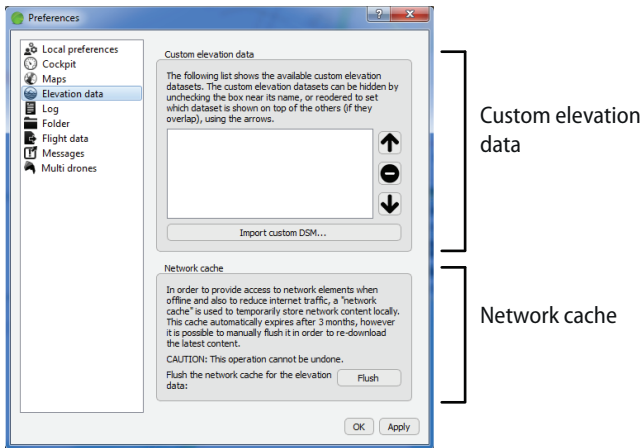 Preferences
Local preferences
Cockpit
Maps
Elevation data
Log
Folder
Flight data
Messages
Multi drones
Custom elevation data
The following list shows the available custom elevation
datasets. The custom elevation datasets can be hidden by
unchecking the box near its name, or reodered to set
which dataset is shown on top of the others (if they
overlap), using the arrows.
Import custom DSM...
Network cache
In order to provide access to network elements when
offline and also to reduce internet traffic, a "network
cache" is used to temporarily store network content locally.
This cache automatically expires after 3 months, however
it is possible to manually flush it in order to re-download
the latest content.
CAUTION: This operation cannot be undone.
Flush the network cache for the elevation
data:
Flush
OK
Apply
Custom elevation
data
Network cache